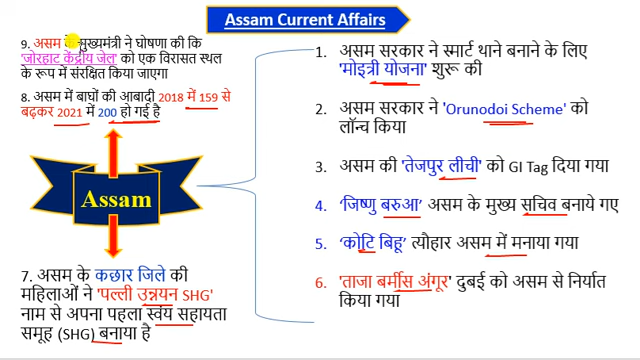 Assam Current Affairs
9. असम के मुख्यमंत्री ने घोषणा की कि
'जोरहाट केंद्रीय जेल' को एक विरासत स्थल
के रूप में संरक्षित किया जाएगा
8. असम में बाघों की आबादी 2018 में 159 से
बढ़कर 2021 में 200 हो गई है
Assam
7. असम के कछार जिले की
महिलाओं ने 'पल्ली उन्नयन SHG'
नाम से अपना पहला स्वंय सहायता
समूह (SHG) बनाया है
1. असम सरकार ने स्मार्ट थाने बनाने के लिए
'मोइत्री योजना' शुरू की
2. असम सरकार ने 'Orunodoi Scheme' को
लॉन्च किया
3. असम की 'तेजपुर लीची' को GI Tag दिया गया
4. 'जिष्णु बरुआ' असम के मुख्य सचिव बनाये गए
5. 'कोटि बिहू' त्यौहार असम में मनाया गया
6. 'ताजा बर्मीस अंगूर' दुबई को असम से निर्यात
किया गया